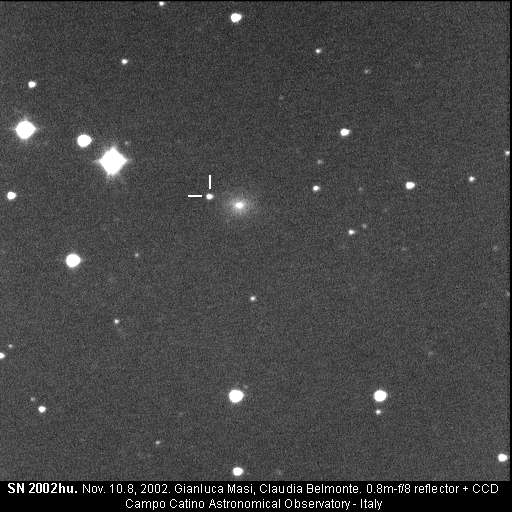 SN 2002hu. Nov. 10.8, 2002. Gianluca Masi, Claudia Belmonte. 0.8m-f/8 reflector + CCD
Campo Catino Astronomical Observatory - Italy